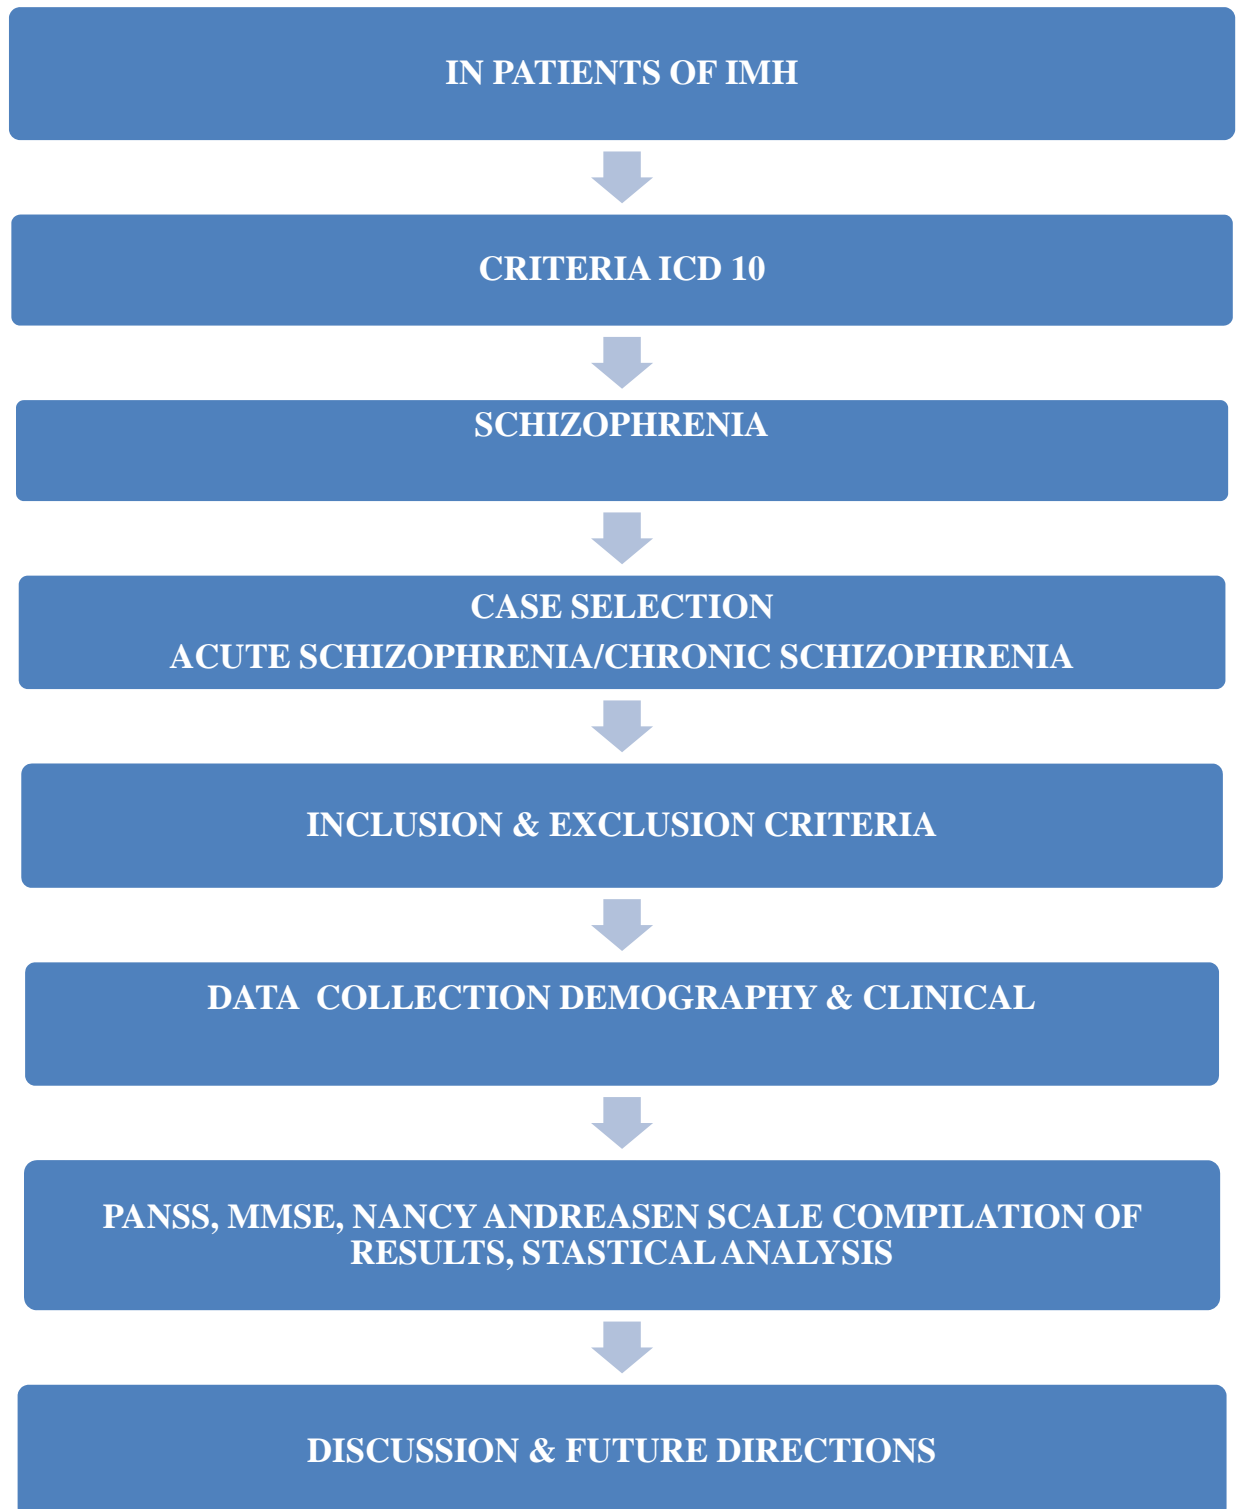 IN PATIENTS OF IMH
CRITERIA ICD 10
SCHIZOPHRENIA
CASE SELECTION
ACUTE SCHIZOPHRENIA/CHRONIC SCHIZOPHRENIA
INCLUSION & EXCLUSION CRITERIA
DATA COLLECTION DEMOGRAPHY & CLINICAL
PANSS, MMSE, NANCY ANDREASEN SCALE COMPILATION OF
RESULTS, STASTICAL ANALYSIS
DISCUSSION & FUTURE DIRECTIONS